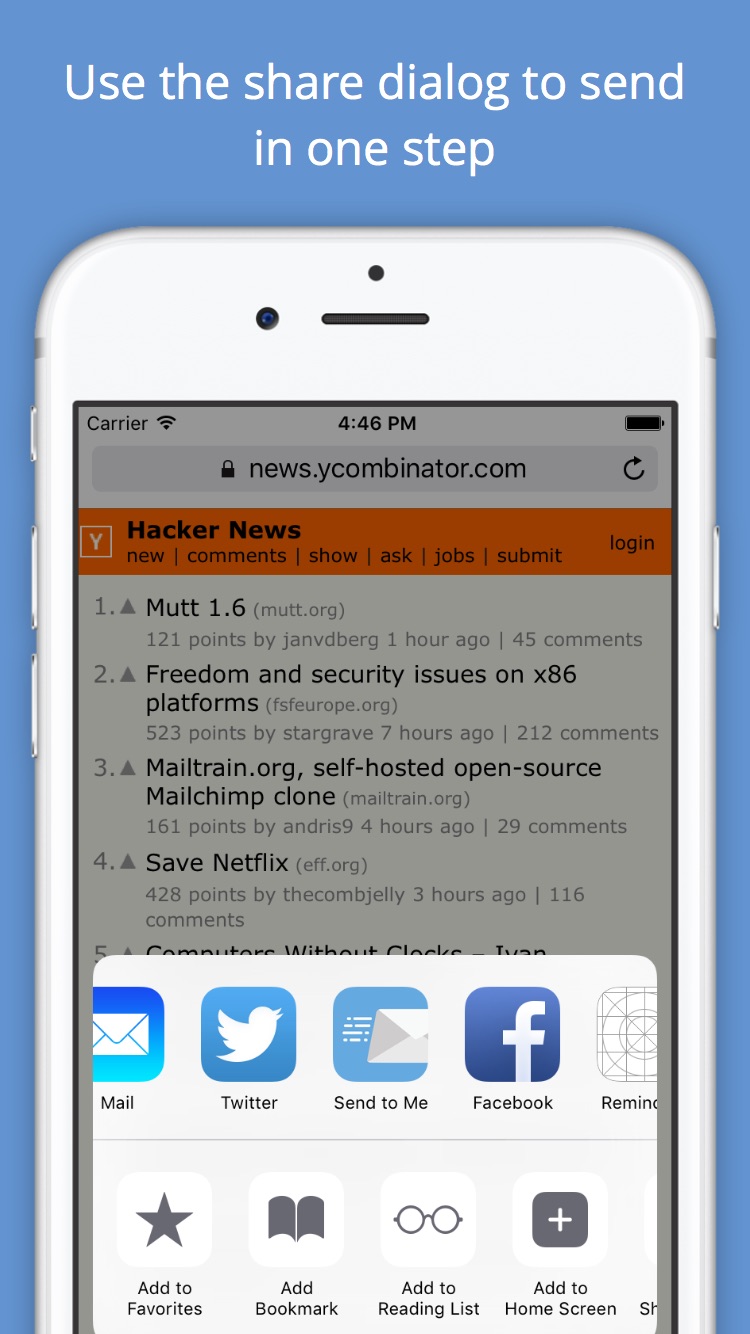 Use the share dialog to send
in one step
Carrier
4:46 PM
news.ycombinator.com
Y
Hacker News
new | comments | show | ask | jobs | submit
login
1. Mutt 1.6 (mutt.org)
121 points by janvdberg 1 hour ago | 45 comments
2. Freedom and security issues on x86
platforms (fsfeurope.org)
523 points by stargrave 7 hours ago | 212 comments
3. Mailtrain.org, self-hosted open-source
Mailchimp clone (mailtrain.org)
161 points by andris9 4 hours ago | 29 comments
4. Save Netflix (eff.org)
428 points by thecombjelly 3 hours ago | 116
comments
5. Computers Without Clocks – Ivan
Mail
Twitter
Send to Me
Facebook
Remind
Add to
Favorites
Add
Bookmark
Add to
Reading List
Add to
Home Screen
Sh